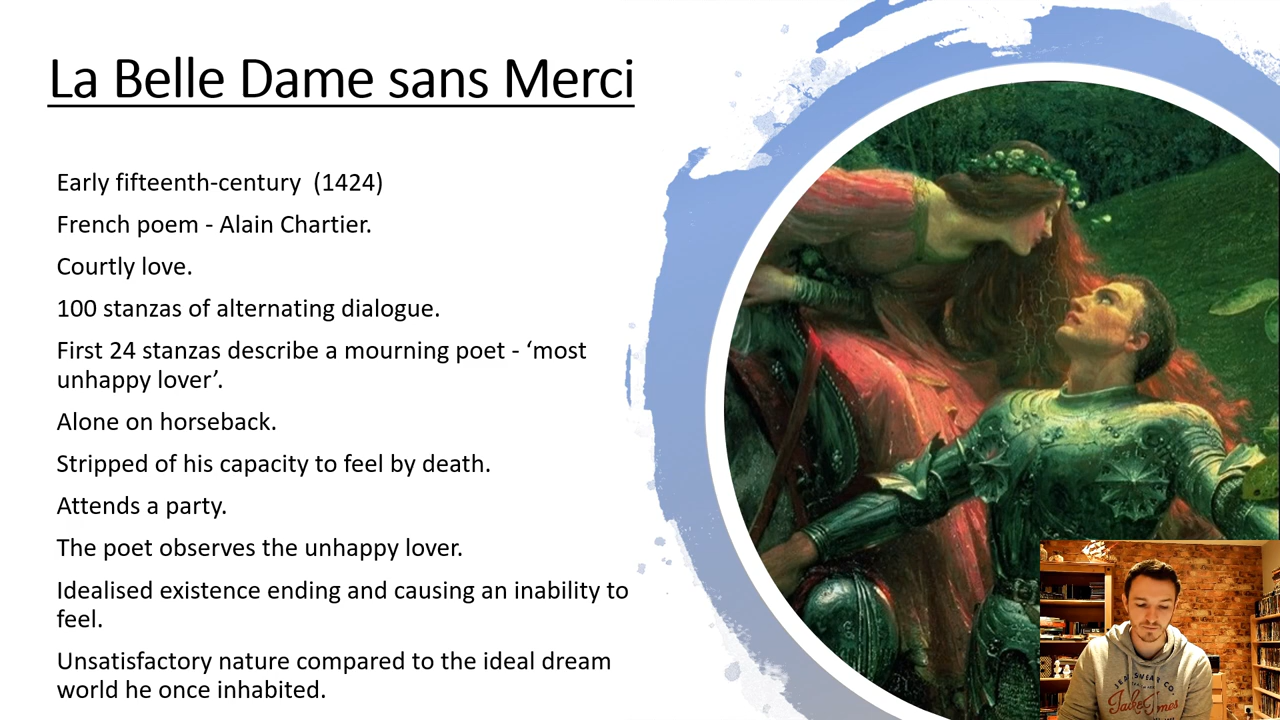 La Belle Dame sans Merci
Early fifteenth-century (1424)
French poem - Alain Chartier.
Courtly love.
100 stanzas of alternating dialogue.
First 24 stanzas describe a mourning poet - ‘most
unhappy lover’.
Alone on horseback.
Stripped of his capacity to feel by death.
Attends a party.
The poet observes the unhappy lover.
Idealised existence ending and causing an inability to
feel.
Unsatisfactory nature compared to the ideal dream
world he once inhabited.